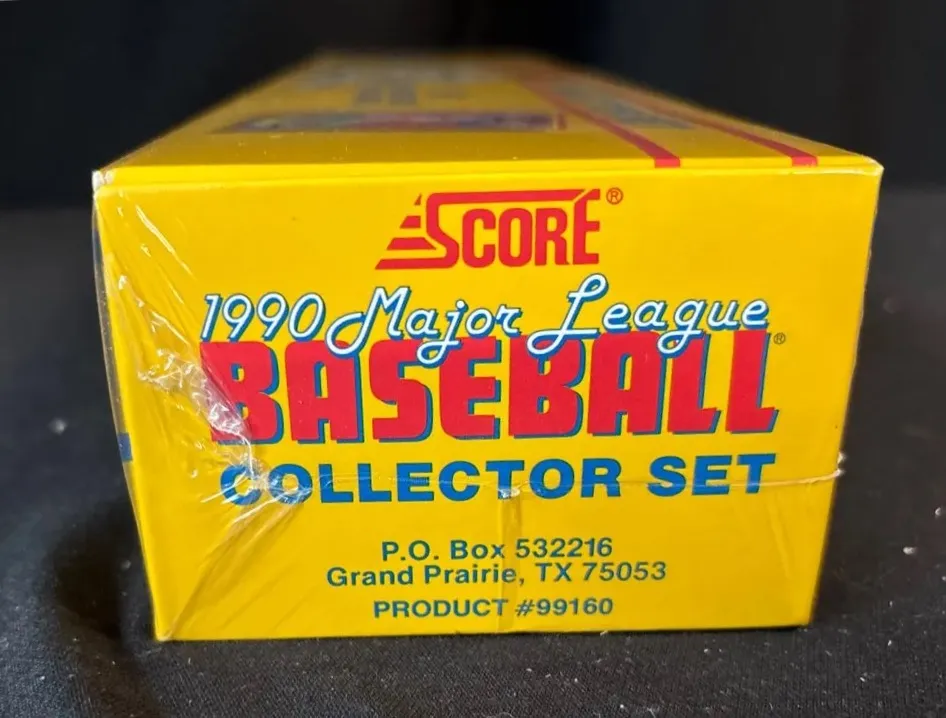 SCORE®
1990 Major League
BASEBALL®
COLLECTOR SET
P.O. Box 532216
Grand Prairie, TX 75053
PRODUCT #99160